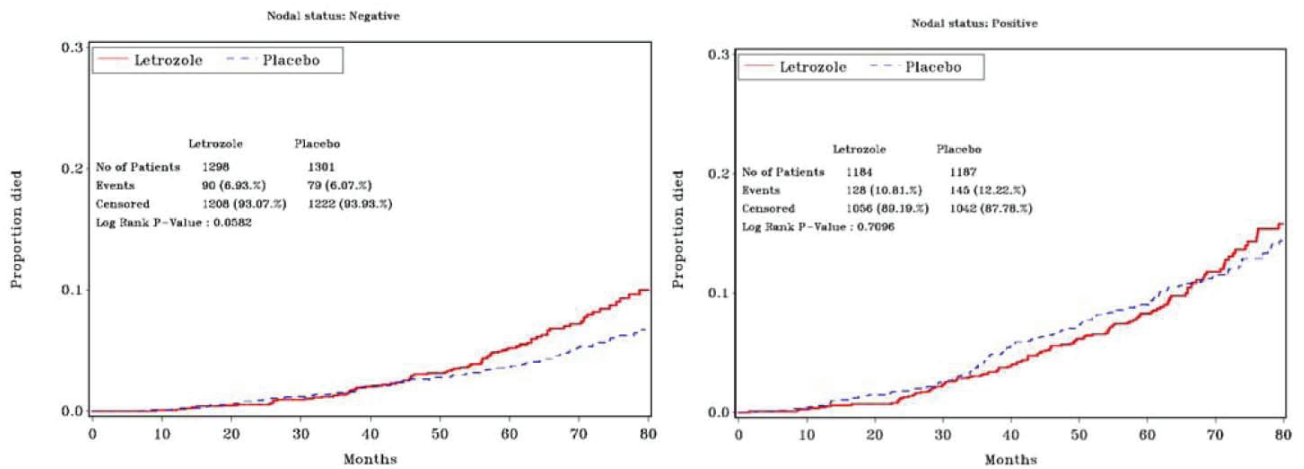 Nodal status: Negative
0.3
Letrozole Placebo
Letrozole Placebo
No of Patients 1298 1301
Events 90 (6.93.%) 79 (6.07.%)
Censored 1208 (93.07.%) 1222 (93.93.%)
Log Rank P-Value : 0.0582
0.2
0.1
0.0
Proportion died
0 10 20 30 40 50 60 70 80
Months
Nodal status: Positive
0.3
Letrozole Placebo
Letrozole Placebo
No of Patients 1184 1187
Events 128 (10.81.%) 145 (12.22.%)
Censored 1056 (89.19.%) 1042 (87.78.%)
Log Rank P-Value : 0.7096
0.2
0.1
0.0
Proportion died
0 10 20 30 40 50 60 70 80
Months